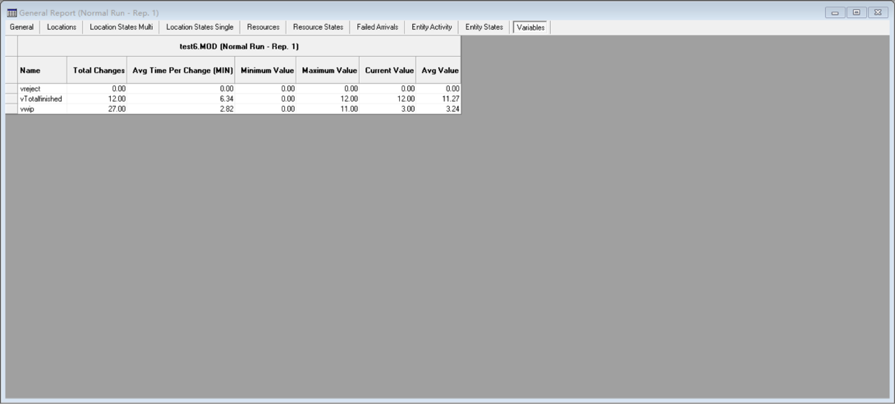 General Report (Normal Run - Rep. 1)
General Locations Location States Multi Location States Single Resources Resource States Failed Arrivals Entity Activity Entity States Variables
test6.MOD (Normal Run - Rep. 1)
Name Total Changes Avg Time Per Change (MIN) Minimum Value Maximum Value Current Value Avg Value
vreject 0.00 0.00 0.00 0.00 0.00 0.00
vTotalfinished 12.00 6.34 0.00 12.00 12.00 11.27
vwip 27.00 2.82 0.00 11.00 3.00 3.24